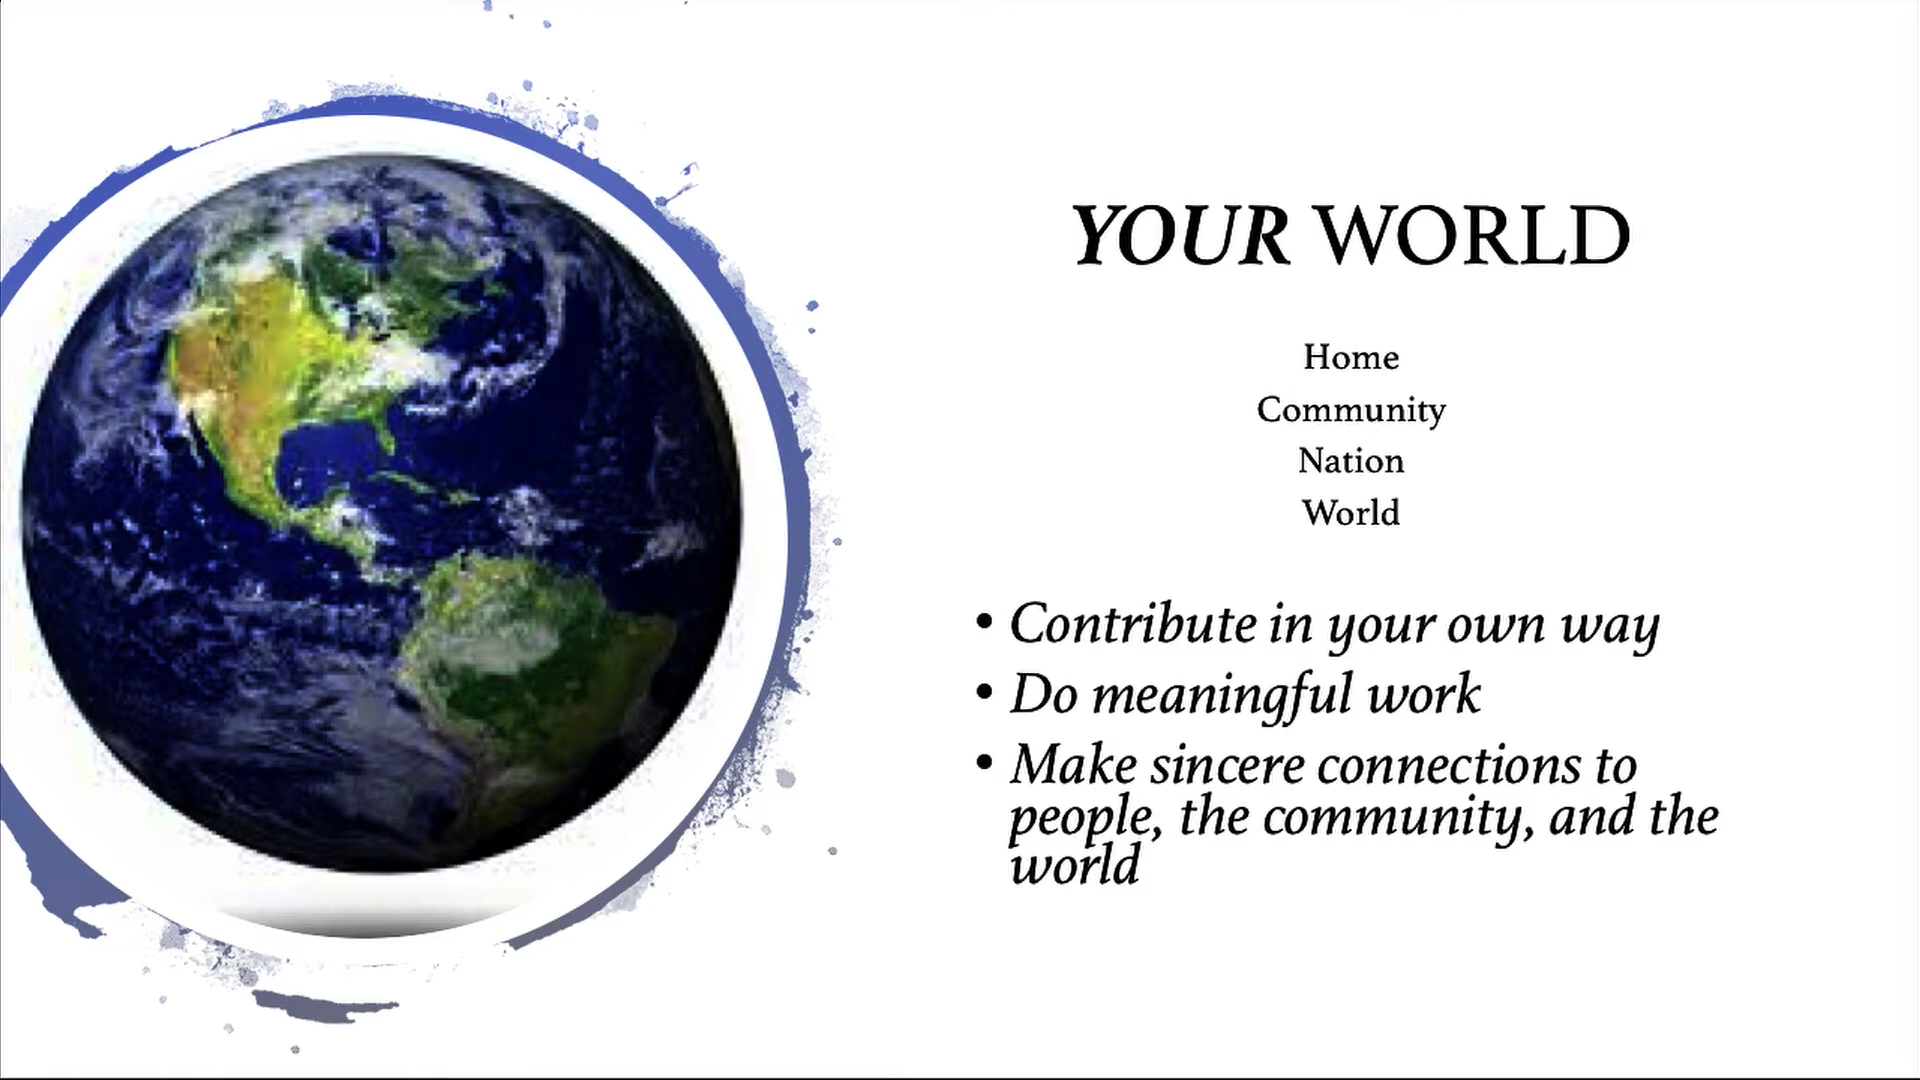 YOUR WORLD
Home
Community
Nation
World
• Contribute in your own way
• Do meaningful work
• Make sincere connections to
people, the community, and the
world